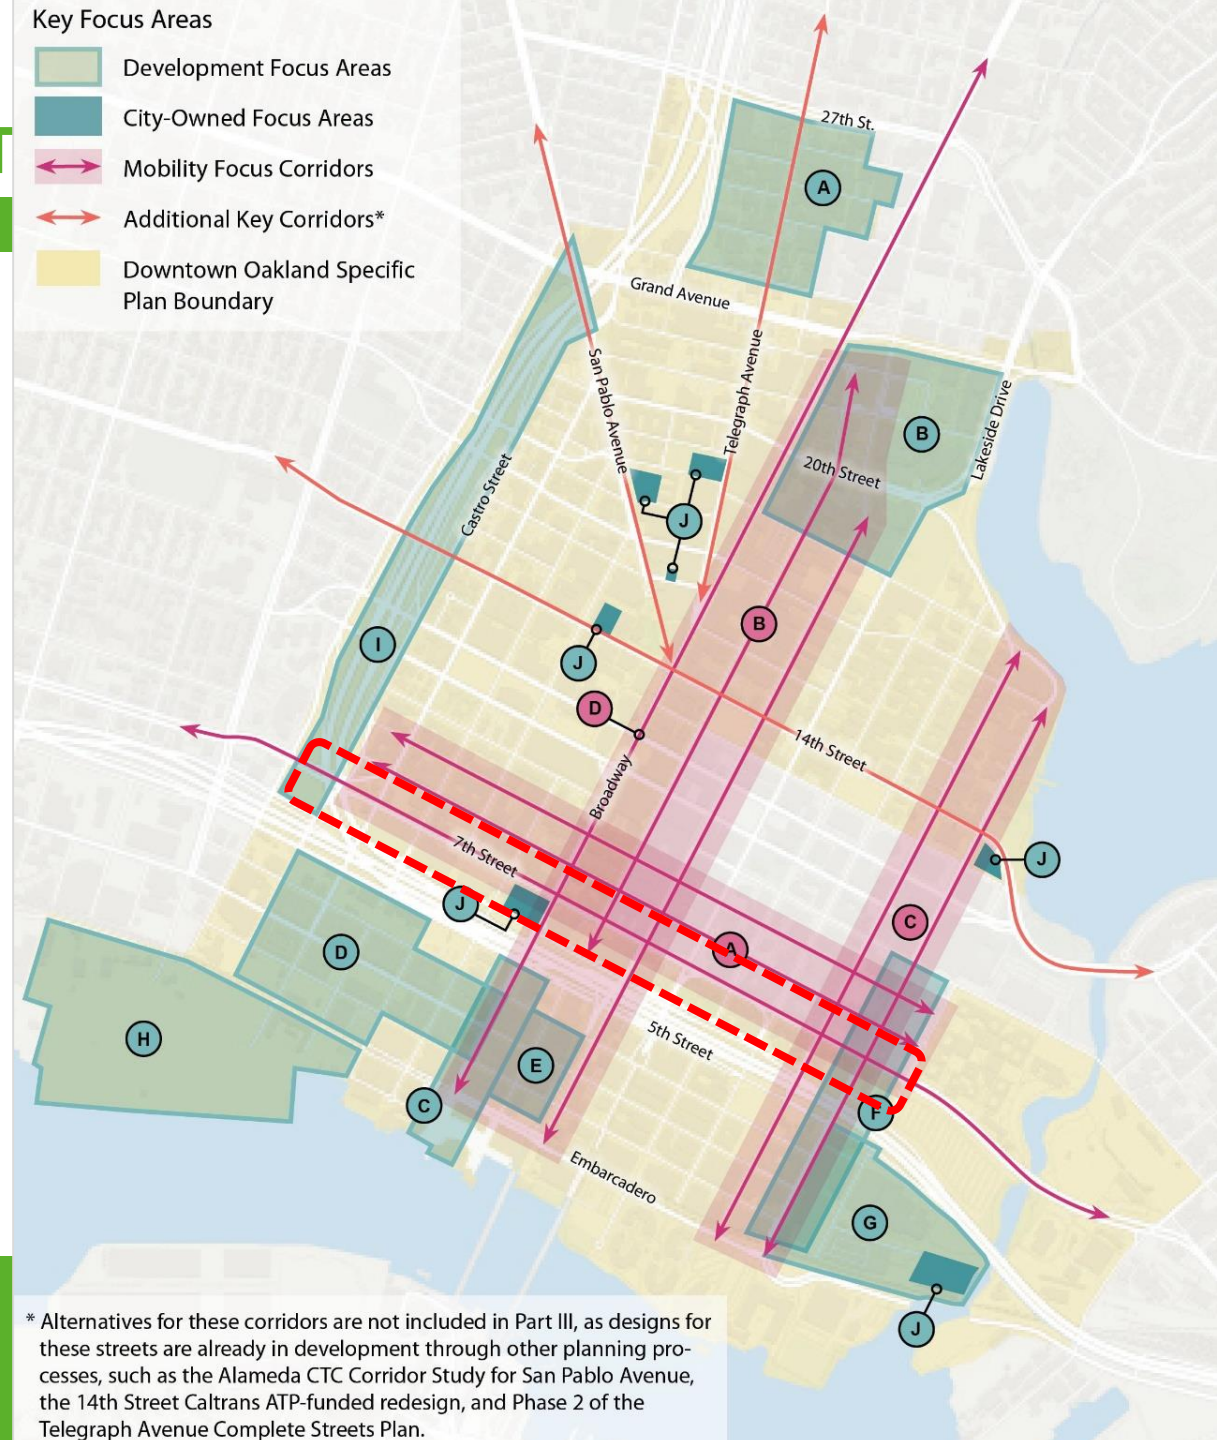 Key Focus Areas
Development Focus Areas
City-Owned Focus Areas
Mobility Focus Corridors
Additional Key Corridors*
Downtown Oakland Specific
Plan Boundary
27th St.
A
Grand Avenue
San Pablo Avenue
Telegraph Avenue
Lakeside Drive
B
20th Street
Castro Street
J
B
I
J
D
14th Street
Broadway
7th Street
J
J
C
A
D
5th Street
H
E
C
F
Embarcadero
G
J
* Alternatives for these corridors are not included in Part III, as designs for
these streets are already in development through other planning pro-
cesses, such as the Alameda CTC Corridor Study for San Pablo Avenue,
the 14th Street Caltrans ATP-funded redesign, and Phase 2 of the
Telegraph Avenue Complete Streets Plan.